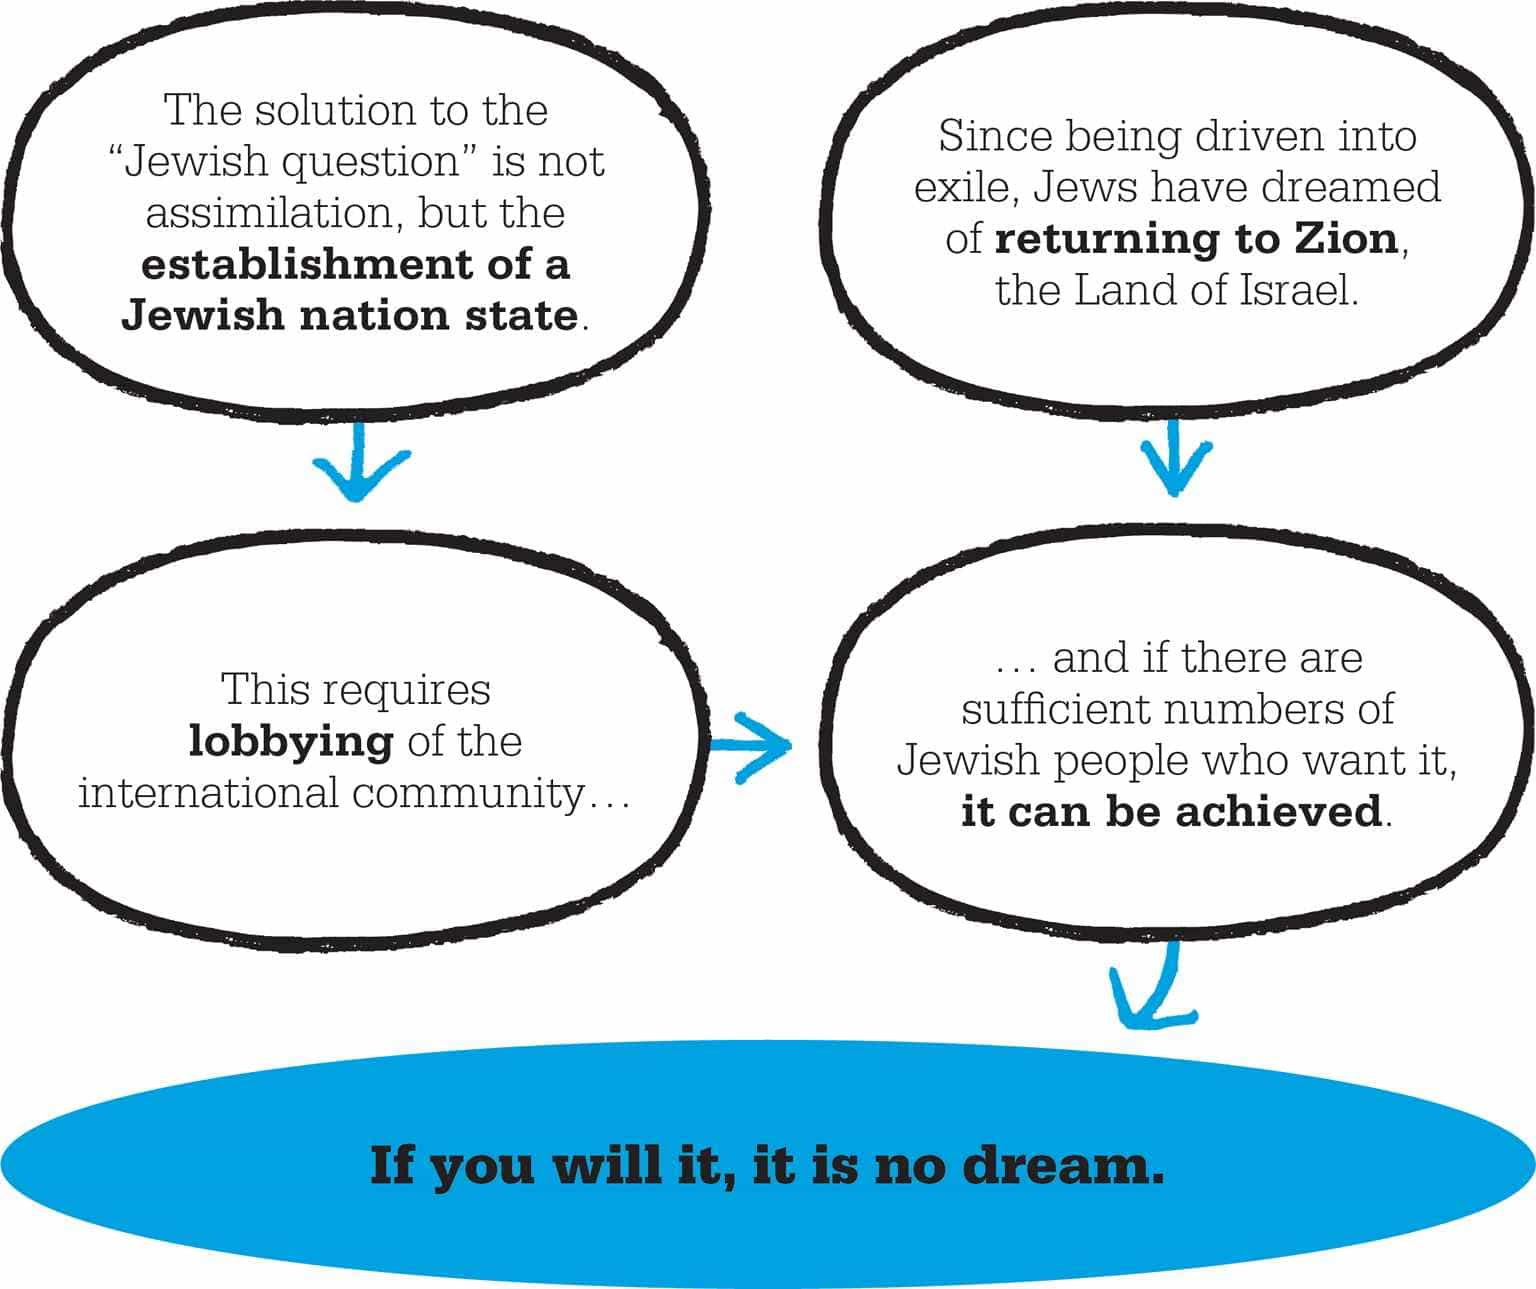 The solution to the
“Jewish question” is not
assimilation, but the
establishment of a
Jewish nation state.
Since being driven into
exile, Jews have dreamed
of returning to Zion,
the Land of Israel.
This requires
lobbying of the
international community…
… and if there are
sufficient numbers of
Jewish people who want it,
it can be achieved.
If you will it, it is no dream.